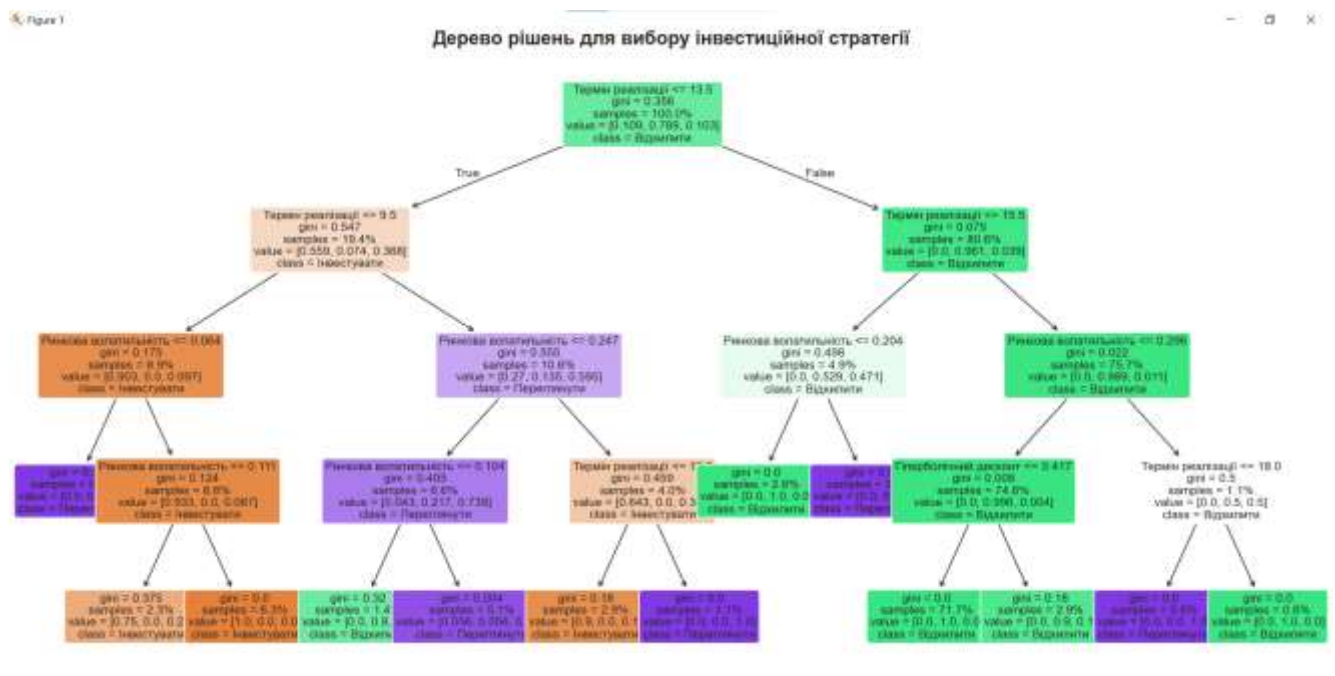 Figure 1
Дерево рішень для вибору інвестиційної стратегії
Термін реалізації <= 13.5
gini = 0.356
samples = 100.0%
value = [0.109, 0.789, 0.103]
class = Відхилити
True
False
Термін реалізації <= 9.5
gini = 0.547
samples = 19.4%
value = [0.559, 0.074, 0.368]
class = Інвестувати
Термін реалізації <= 15.5
gini = 0.075
samples = 80.6%
value = [0.0, 0.961, 0.039]
class = Відхилити
Ринкова волатильність <= 0.064
gini = 0.175
samples = 8.9%
value = [0.903, 0.0, 0.097]
class = Інвестувати
Ринкова волатильність <= 0.247
gini = 0.555
samples = 10.6%
value = [0.27, 0.135, 0.595]
class = Переглянути
Ринкова волатильність <= 0.204
gini = 0.498
samples = 4.9%
value = [0.0, 0.529, 0.471]
class = Відхилити
Ринкова волатильність <= 0.296
gini = 0.022
samples = 75.7%
value = [0.0, 0.989, 0.011]
class = Відхилити
Ринкова волатильність <= 0.111
gini = 0.124
samples = 8.6%
value = [0.933, 0.0, 0.067]
class = Інвестувати
Ринкова волатильність <= 0.104
gini = 0.405
samples = 6.6%
value = [0.043, 0.217, 0.739]
class = Переглянути
Термін реалізації <=
gini = 0.459
samples = 4.0%
value = [0.643, 0.0, 0.3
class = Інвестувати
gini = 0.0
samples = 2.6%
value = [0.0, 1.0, 0.0
class = Відхилити
Гіперболічний дисконт <= 0.417
gini = 0.008
samples = 74.6%
value = [0.0, 0.996, 0.004]
class = Відхилити
Термін реалізації <= 18.0
gini = 0.5
samples = 1.1%
value = [0.0, 0.5, 0.5]
class = Відхилити
gini = 0.375
samples = 2.3%
value = [0.75, 0.0, 0.2
class = Інвестувати
gini = 0.0
samples = 6.3%
value = [1.0, 0.0, 0.0
class = Інвестувати
gini = 0.32
samples = 1.4
value = [0.0, 0.8,
class = Відхиль
samples = 5.1%
class = Переглянути
gini = 0.18
samples = 2.9%
value = [0.9, 0.0, 0.1
class = Інвестувати
gini = 0.0
samples = 1.1%
class = Переглянути
gini = 0.0
samples = 71.7%
value = [0.0, 1.0, 0.0
class = Відхилити
gini = 0.18
samples = 2.9%
value = [0.0, 0.9, 0.1
class = Відхилити
gini = 0.0
samples = 0.6%
value = [0.0, 0.0, 1.0
class = Переглянути
gini = 0.0
samples = 0.6%
value = [0.0, 1.0, 0.0]
class = Відхилити